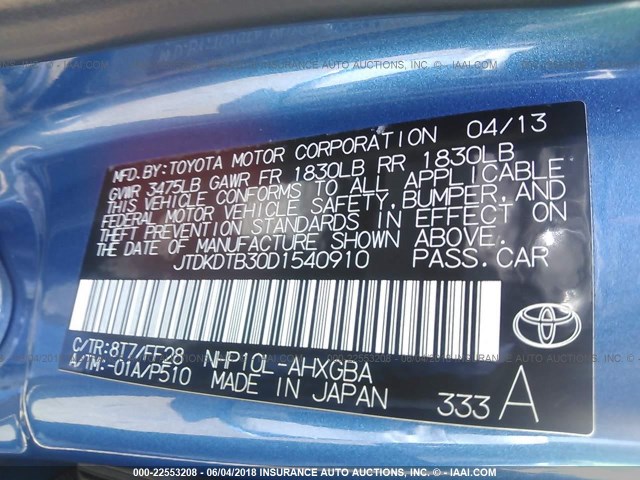 MFD.BY:TOYOTA MOTOR CORPORATION 04/13
GVWR 3475LB GAWR FR 1830LB RR 1830LB
THIS VEHICLE CONFORMS TO ALL APPLICABLE
FEDERAL MOTOR VEHICLE SAFETY,BUMPER,AND
THEFT PREVENTION STANDARDS IN EFFECT ON
THE DATE OF MANUFACTURE SHOWN ABOVE.
JTDKDTB30D1540910 PASS.CAR
C/TR:8T7/FF28 NHP10L-AHXGBA
A/TM:-01A/P510 MADE IN JAPAN
333 A
000-22553208 - 06/04/2018 - INSURANCE AUTO AUCTIONS, INC. - IAAI.COM